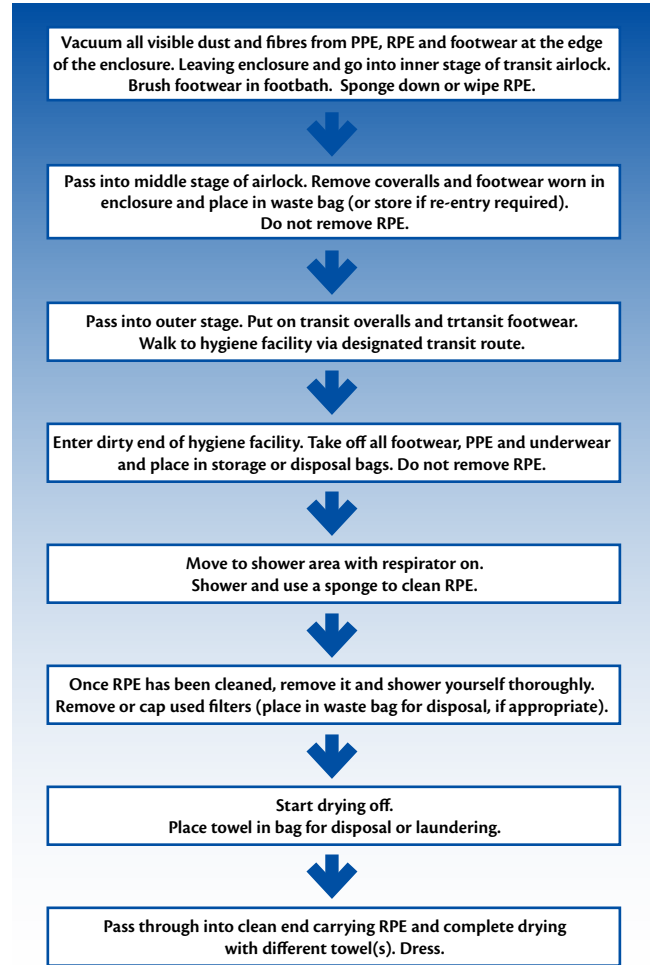 Vacuum all visible dust and fibres from PPE, RPE and footwear at the edge
of the enclosure. Leaving enclosure and go into inner stage of transit airlock.
Brush footwear in footbath. Sponge down or wipe RPE.
Pass into middle stage of airlock. Remove coveralls and footwear worn in
enclosure and place in waste bag (or store if re-entry required).
Do not remove RPE.
Pass into outer stage. Put on transit overalls and trtansit footwear.
Walk to hygiene facility via designated transit route.
Enter dirty end of hygiene facility. Take off all footwear, PPE and underwear
and place in storage or disposal bags. Do not remove RPE.
Move to shower area with respirator on.
Shower and use a sponge to clean RPE.
Once RPE has been cleaned, remove it and shower yourself thoroughly.
Remove or cap used filters (place in waste bag for disposal, if appropriate).
Start drying off.
Place towel in bag for disposal or laundering.
Pass through into clean end carrying RPE and complete drying
with different towel(s). Dress.